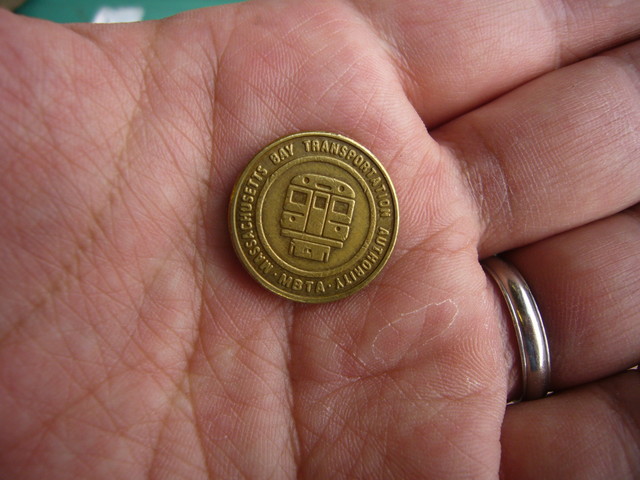 MASSACHUSETTS BAY TRANSPORTATION AUTHORITY
· MBTA ·